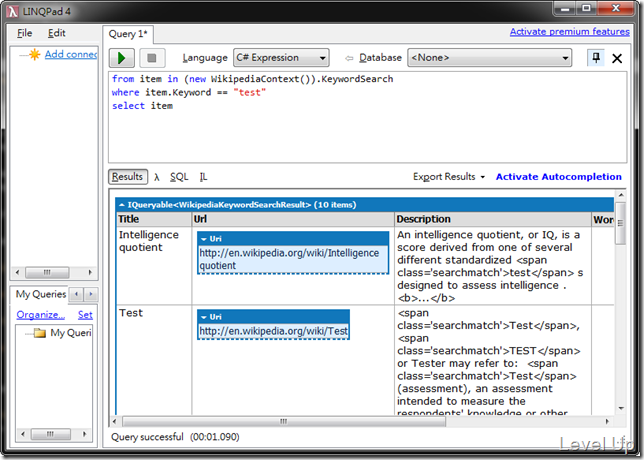 LINQPad 4
File Edit
Query 1*
Activate premium features
Add connec
Language C# Expression Database <None>
from item in (new WikipediaContext()).KeywordSearch
where item.Keyword == "test"
select item
Results λ SQL IL Export Results Activate Autocompletion
IQueryable<WikipediaKeywordSearchResult> (10 items)
Title Url Description Wor
Intelligence
quotient
Uri
http://en.wikipedia.org/wiki/Intelligence
quotient
An intelligence quotient, or IQ, is a
score derived from one of several
different standardized <span
class='searchmatch'>test</span> s
designed to assess intelligence .
<b>...</b>
Test
Uri
http://en.wikipedia.org/wiki/Test
<span
class='searchmatch'>Test</span>,
<span
class='searchmatch'>TEST</span>
or Tester may refer to: <span
class='searchmatch'>Test</span>
(assessment), an assessment
intended to measure the
respondents' knowledge or other
My Queries
Organize... Set
My Queri
Query successful (00:01.090)
Level Up